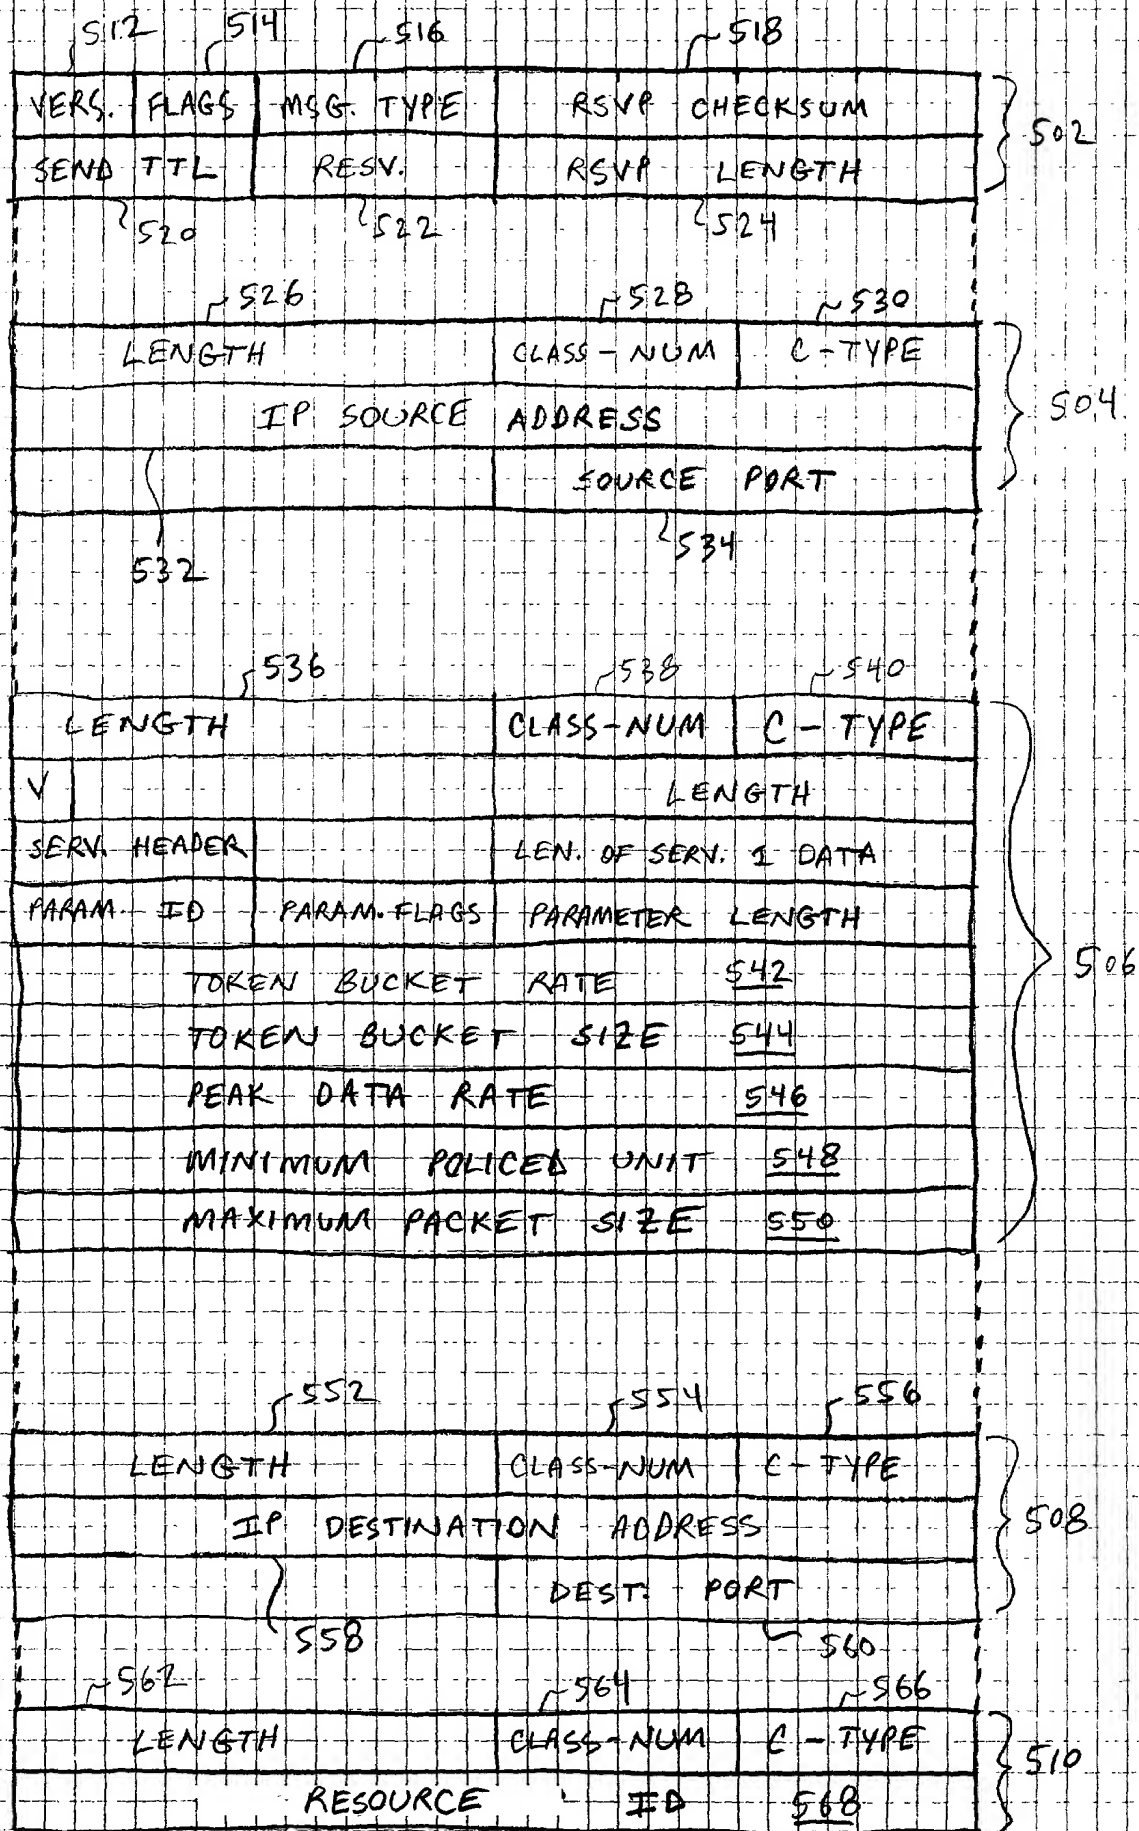 512 514 516 518
VERS. FLAGS MSG. TYPE RSVP CHECKSUM
502
SEND TTL RESV. RSVP LENGTH
520 522 524
526 528 530
LENGTH CLASS-NUM C-TYPE
IP SOURCE ADDRESS
504
SOURCE PORT
532 534
536 538 540
LENGTH CLASS-NUM C-TYPE
V LENGTH
SERV. HEADER LEN. OF SERV. 1 DATA
PARAM. ID PARAM. FLAGS PARAMETER LENGTH
506
TOKEN BUCKET RATE 542
TOKEN BUCKET SIZE 544
PEAK DATA RATE 546
MINIMUM POLICED UNIT 548
MAXIMUM PACKET SIZE 550
552 554 556
LENGTH CLASS-NUM C-TYPE
IP DESTINATION ADDRESS
508
DEST. PORT
558 560
562 564 566
LENGTH CLASS-NUM C-TYPE
510
RESOURCE ID 568